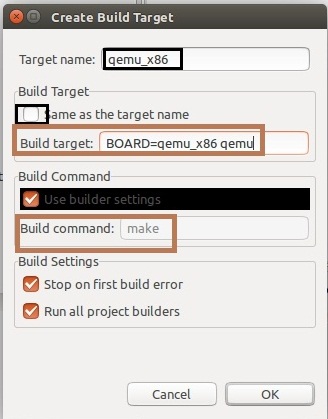 Create Build Target
Target name: qemu_x86
Build Target
Same as the target name
Build target: BOARD=qemu_x86 qemu
Build Command
Use builder settings
Build command: make
Build Settings
Stop on first build error
Run all project builders
Cancel OK